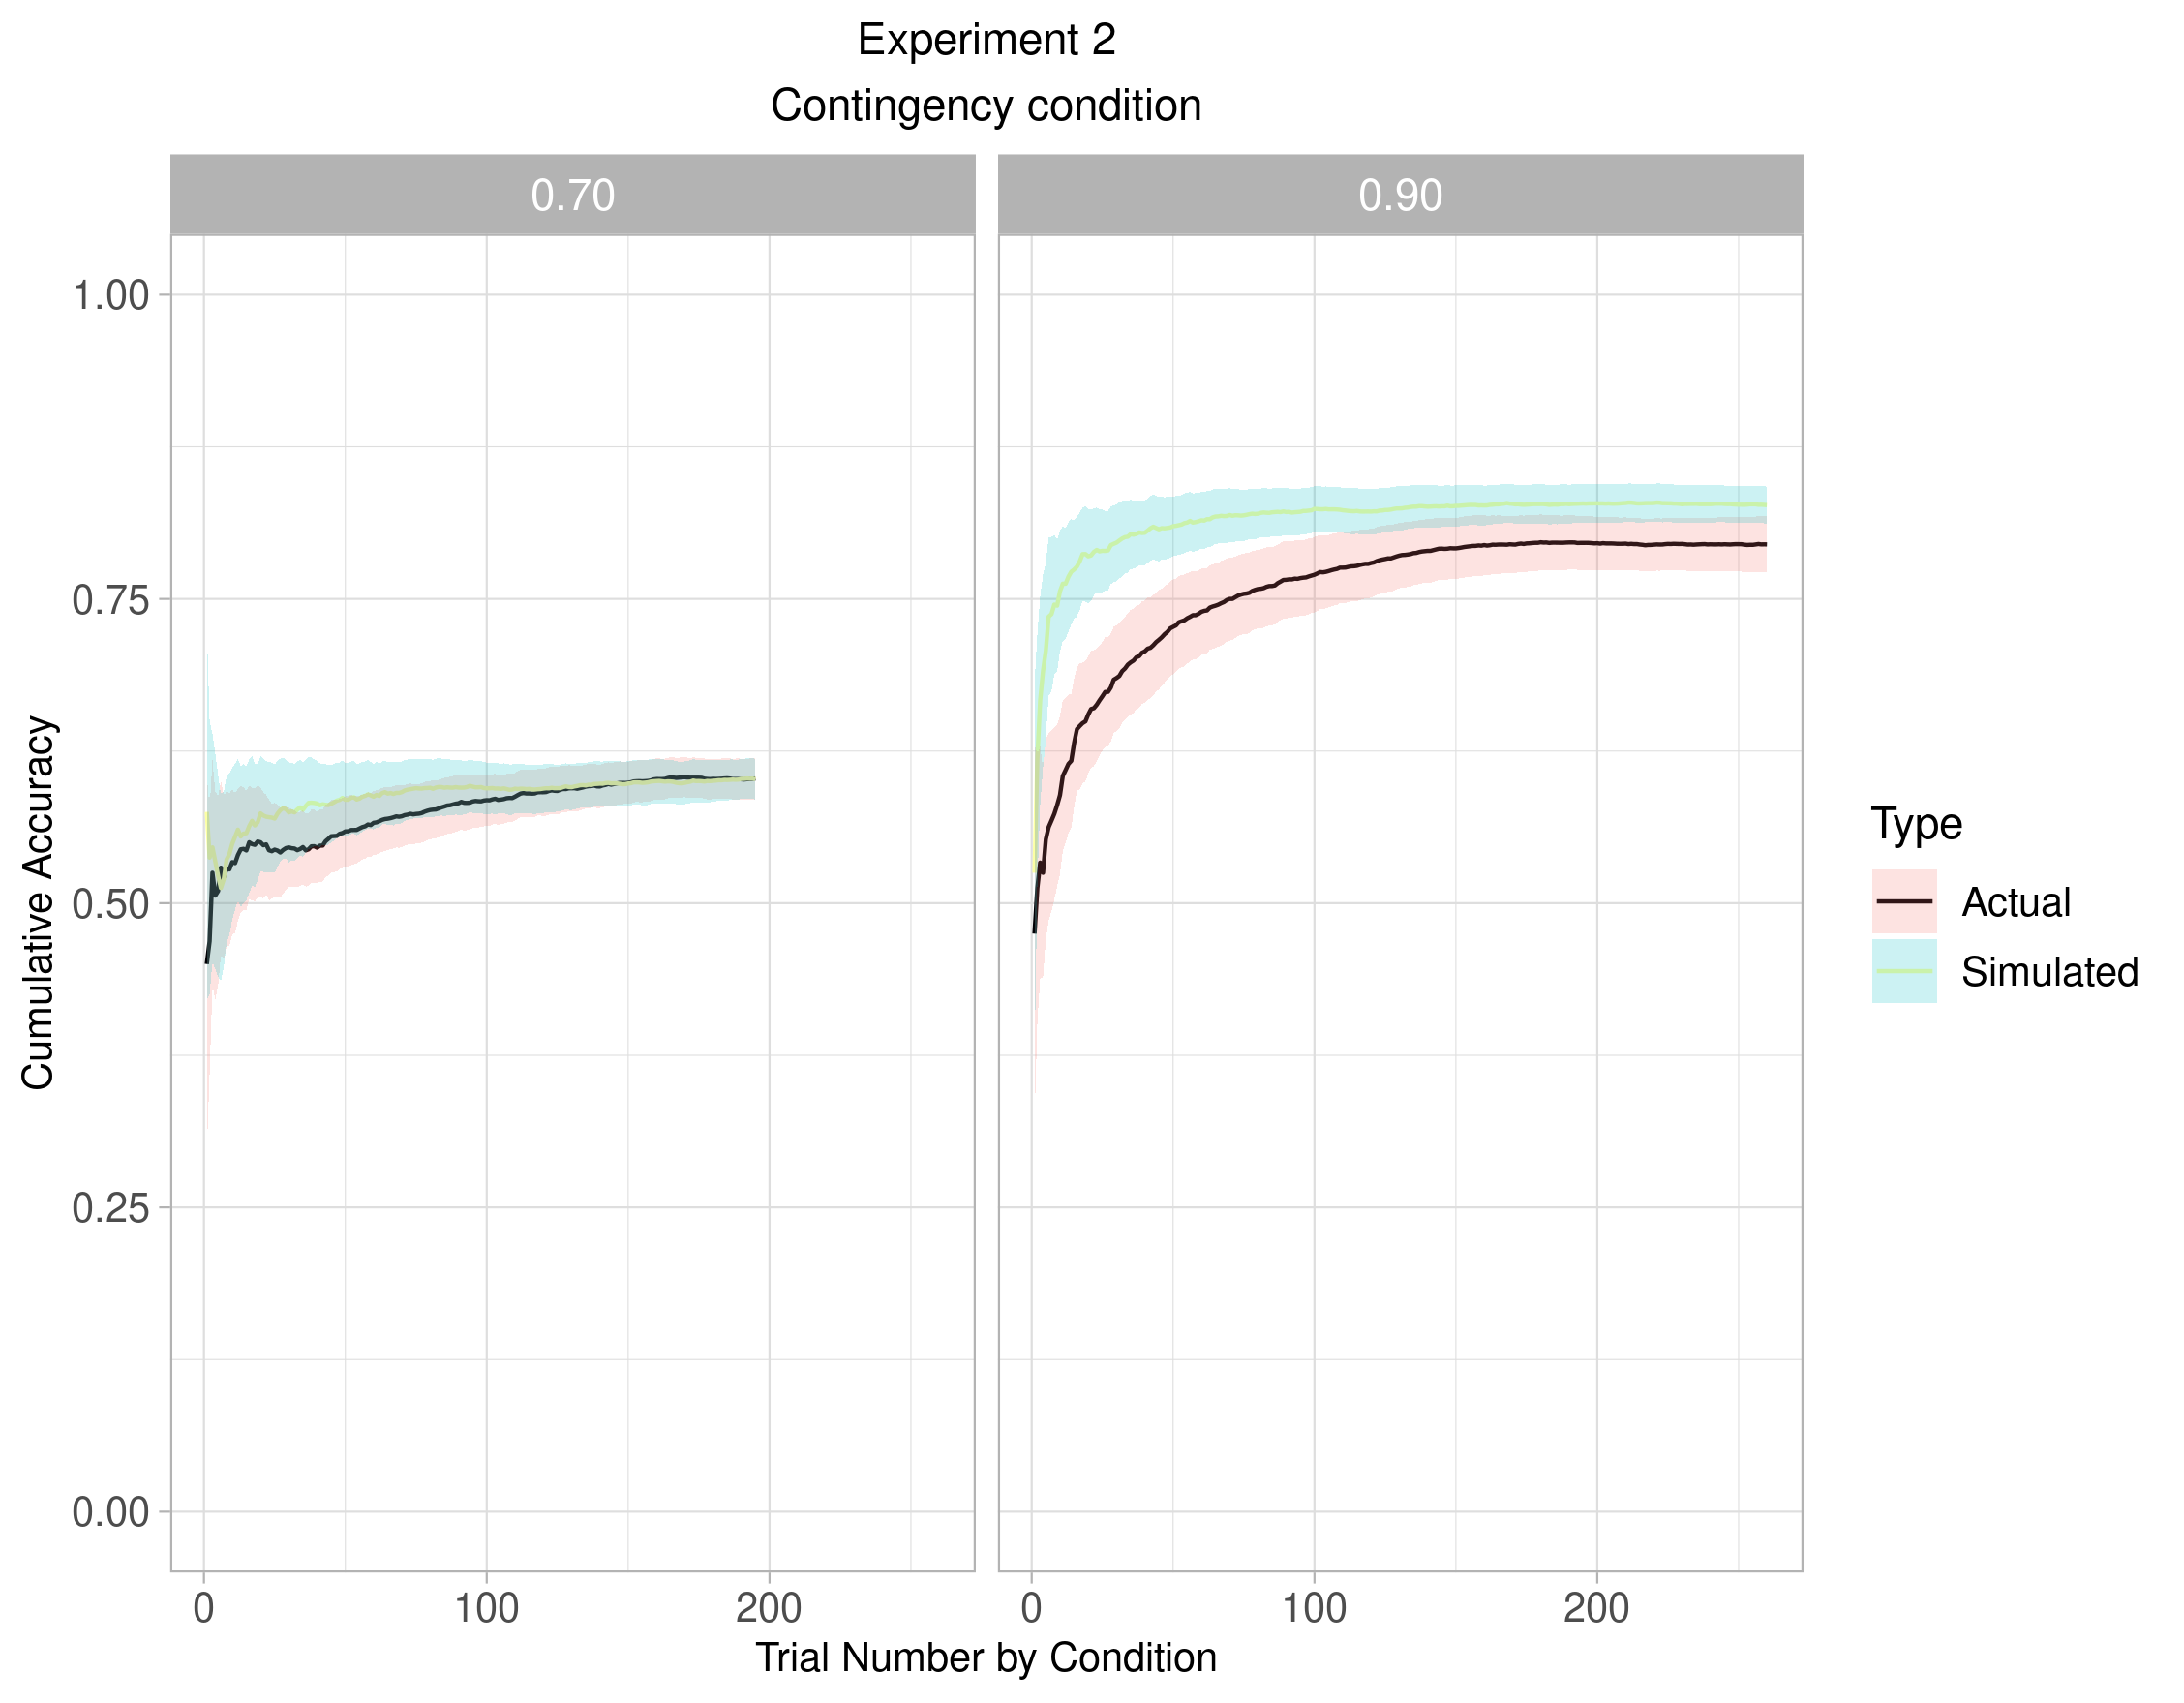 Experiment 2
Contingency condition
0.70
0.90
1.00
0.75
0.50
0.25
0.00
Cumulative Accuracy
0
100
200
0
100
200
Trial Number by Condition
Type
Actual
Simulated